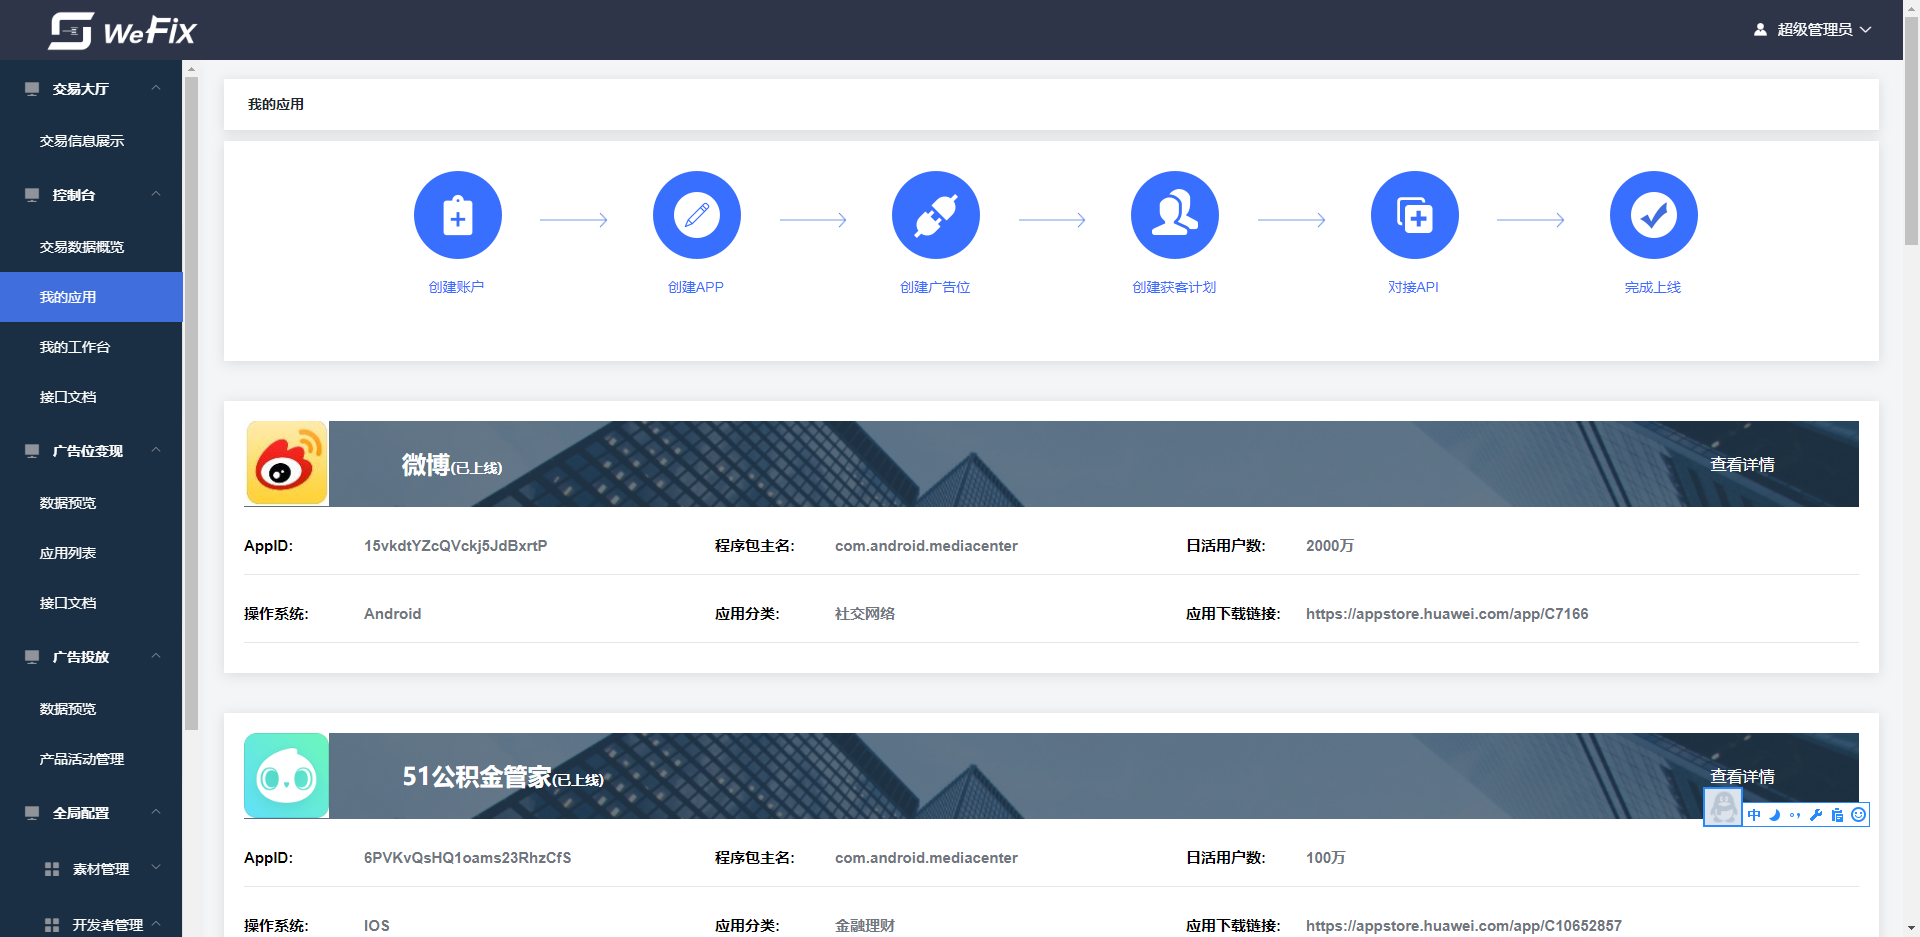 WeFix
超级管理员
交易大厅
交易信息展示
控制台
交易数据概览
我的应用
我的工作台
接口文档
广告位变现
数据预览
应用列表
接口文档
广告投放
数据预览
产品活动管理
全局配置
素材管理
开发者管理
我的应用
创建账户
创建APP
创建广告位
创建获客计划
对接API
完成上线
微博(已上线)
查看详情
AppID: 15vkdtYZcQVckj5JdBxrtP 程序包主名: com.android.mediacenter 日活用户数: 2000万
操作系统: Android 应用分类: 社交网络 应用下载链接: https://appstore.huawei.com/app/C7166
51公积金管家(已上线)
查看详情
中
AppID: 6PVKvQsHQ1oams23RhzCfS 程序包主名: com.android.mediacenter 日活用户数: 100万
操作系统: IOS 应用分类: 金融理财 应用下载链接: https://appstore.huawei.com/app/C10652857